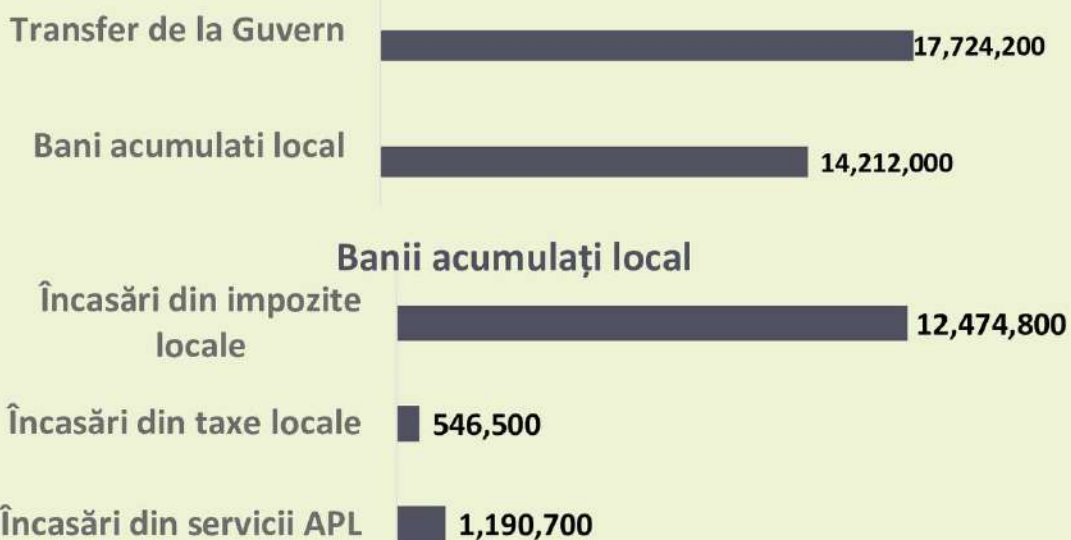 Transfer de la Guvern
17,724,200
Bani acumulati local
14,212,000
Banii acumulați local
Încasări din impozite
locale
12,474,800
Încasări din taxe locale
546,500
Încasări din servicii APL
1,190,700